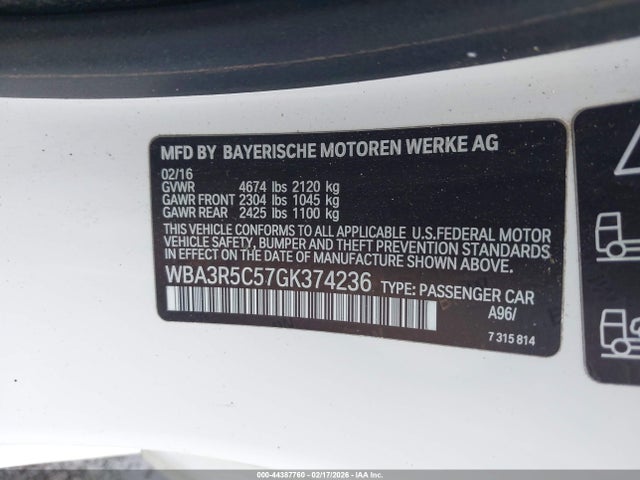 MFD BY BAYERISCHE MOTOREN WERKE AG
02/16
GVWR 4674 lbs 2120 kg
GAWR FRONT 2304 lbs 1045 kg
GAWR REAR 2425 lbs 1100 kg
THIS VEHICLE CONFORMS TO ALL APPLICABLE U.S.FEDERAL MOTOR
VEHICLE SAFETY, BUMPER AND THEFT PREVENTION STANDARDS
IN EFFECT ON THE DATE OF MANUFACTURE SHOWN ABOVE.
WBA3R5C57GK374236 TYPE: PASSENGER CAR
A96/
7 315 814
000-44387760 - 02/17/2026 - IAA Inc.